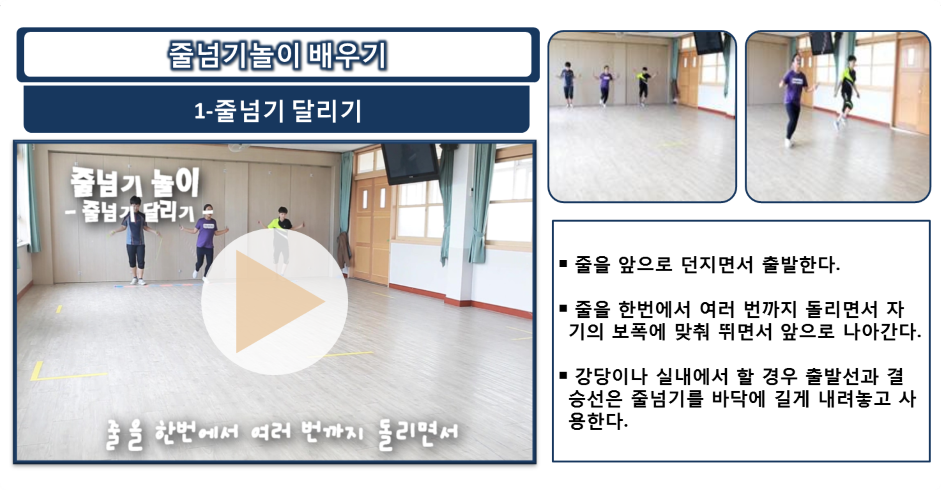 줄넘기놀이 배우기
1-줄넘기 달리기
줄넘기 놀이
- 줄넘기 달리기
줄을 한번에서 여러 번까지 돌리면서
▪ 줄을 앞으로 던지면서 출발한다.
▪ 줄을 한번에서 여러 번까지 돌리면서 자
기의 보폭에 맞춰 뛰면서 앞으로 나아간다.
▪ 강당이나 실내에서 할 경우 출발선과 결
승선은 줄넘기를 바닥에 길게 내려놓고 사
용한다.